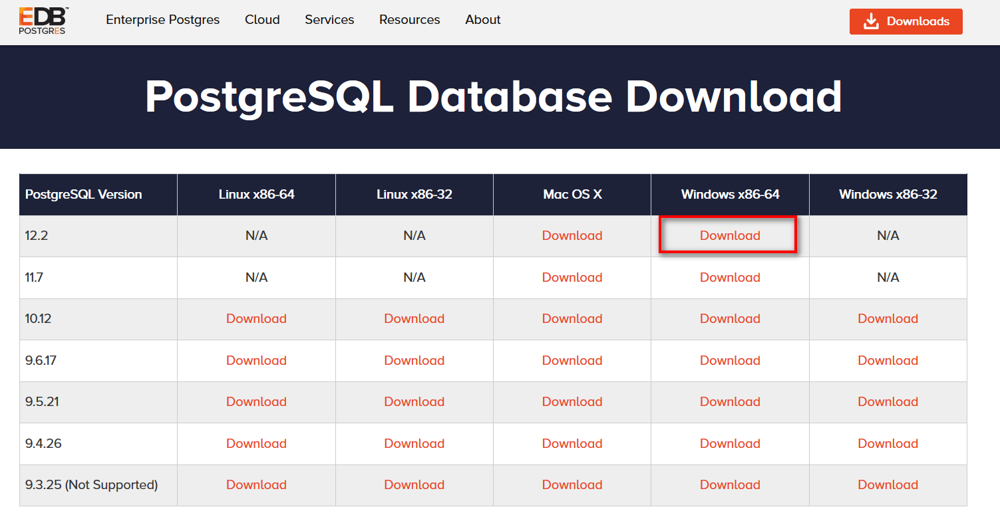 EDB™
POSTGRES
Enterprise Postgres Cloud Services Resources About Downloads
PostgreSQL Database Download
PostgreSQL Version Linux x86-64 Linux x86-32 Mac OS X Windows x86-64 Windows x86-32
12.2 N/A N/A Download Download N/A
11.7 N/A N/A Download Download N/A
10.12 Download Download Download Download Download
9.6.17 Download Download Download Download Download
9.5.21 Download Download Download Download Download
9.4.26 Download Download Download Download Download
9.3.25 (Not Supported) Download Download Download Download Download